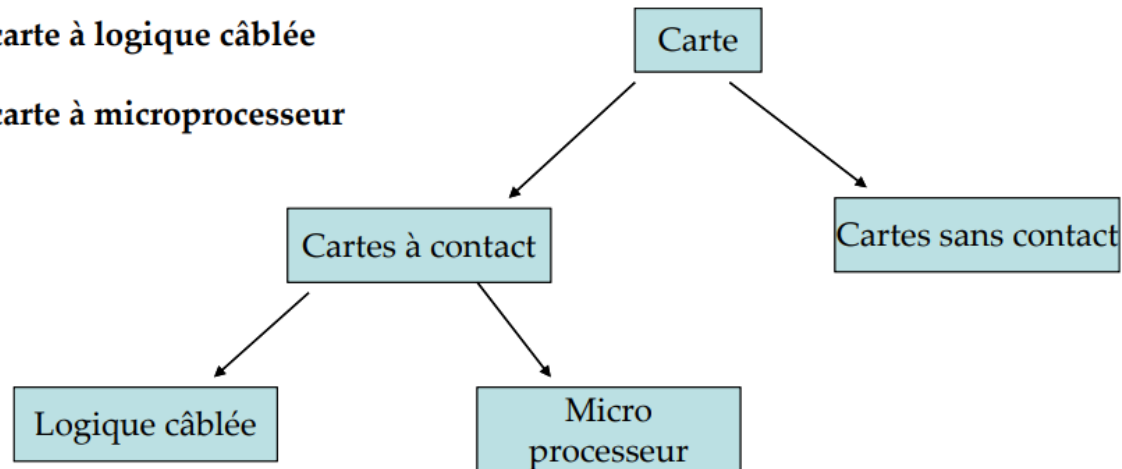 carte à logique câblée
Carte
carte à microprocesseur
Cartes à contact
Cartes sans contact
Logique câblée
Micro
processeur